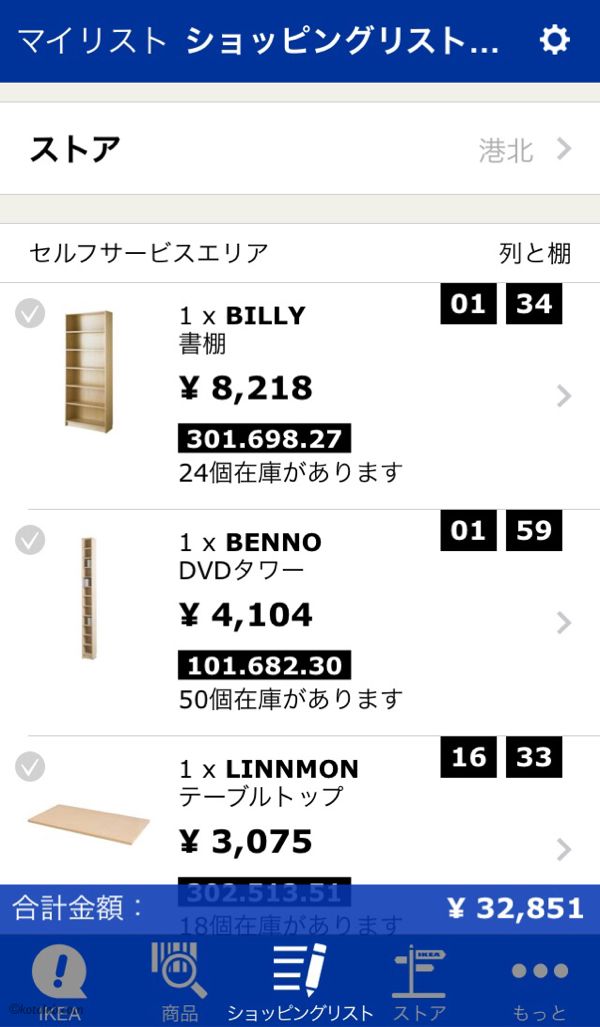 マイリスト ショッピングリスト...
ストア 港北
セルフサービスエリア 列と棚
1 x BILLY 01 34
書棚
¥ 8,218
301.698.27
24個在庫があります
1 x BENNO 01 59
DVDタワー
¥ 4,104
101.682.30
50個在庫があります
1 x LINNMON 16 33
テーブルトップ
¥ 3,075
302.513.51
18個在庫があります
合計金額： ¥ 32,851
IKEA
IKEA 商品 ショッピングリスト ストア もっと